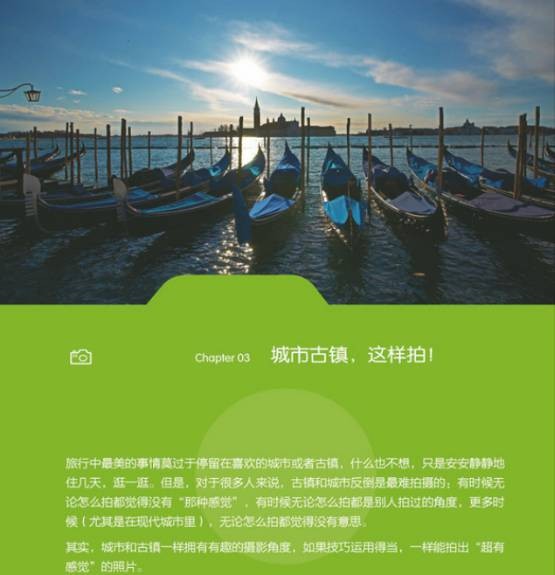 Chapter 03 城市古镇，这样拍！
旅行中最美的事情莫过于停留在喜欢的城市或者古镇，什么也不想，只是安安静静地
住几天，逛一逛。但是，对于很多人来说，古镇和城市反倒是最难拍摄的：有时候无
论怎么拍都觉得没有“那种感觉”，有时候无论怎么拍都是别人拍过的角度，更多时
候（尤其是在现代城市里），无论怎么拍都觉得没有意思。
其实，城市和古镇一样拥有有趣的摄影角度，如果技巧运用得当，一样能拍出“超有
感觉”的照片。